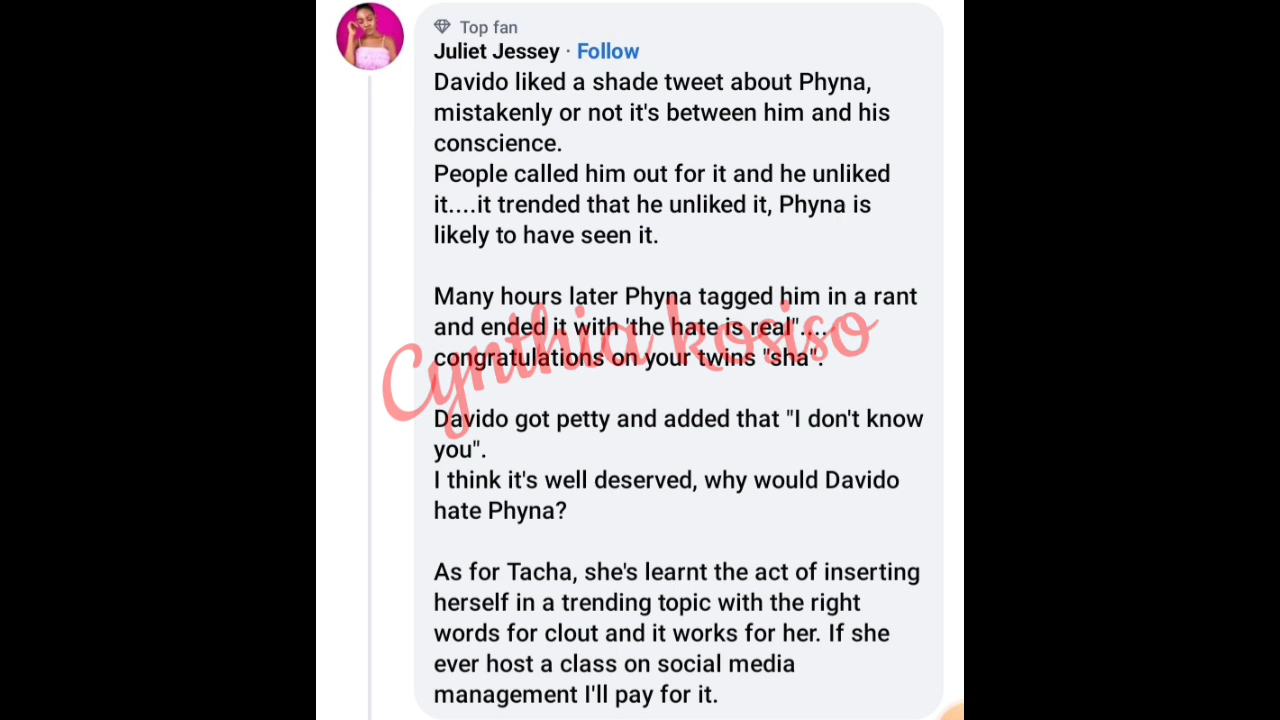 Top fan
Juliet Jessey · Follow
Davido liked a shade tweet about Phyna,
mistakenly or not it's between him and his
conscience.
People called him out for it and he unliked
it....it trended that he unliked it, Phyna is
likely to have seen it.
Many hours later Phyna tagged him in a rant
and ended it with 'the hate is real"....
congratulations on your twins "sha".
Cynthia kosiso
Davido got petty and added that "I don't know
you".
I think it's well deserved, why would Davido
hate Phyna?
As for Tacha, she's learnt the act of inserting
herself in a trending topic with the right
words for clout and it works for her. If she
ever host a class on social media
management I'll pay for it.